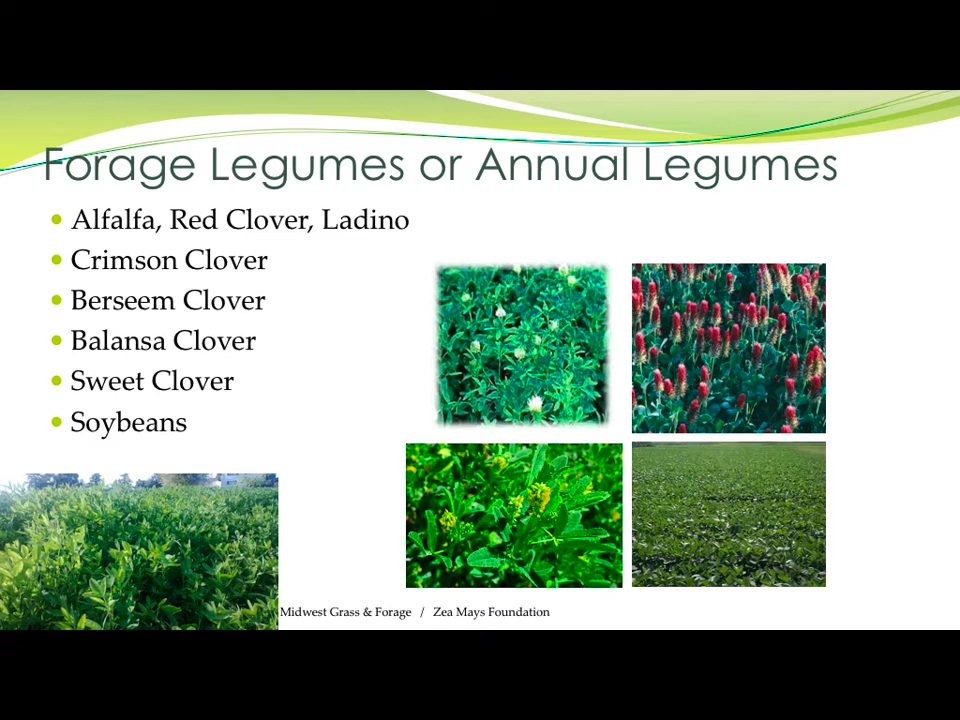 Forage Legumes or Annual Legumes
Alfalfa, Red Clover, Ladino
Crimson Clover
Berseem Clover
Balansa Clover
Sweet Clover
Soybeans
Midwest Grass & Forage / Zea Mays Foundation